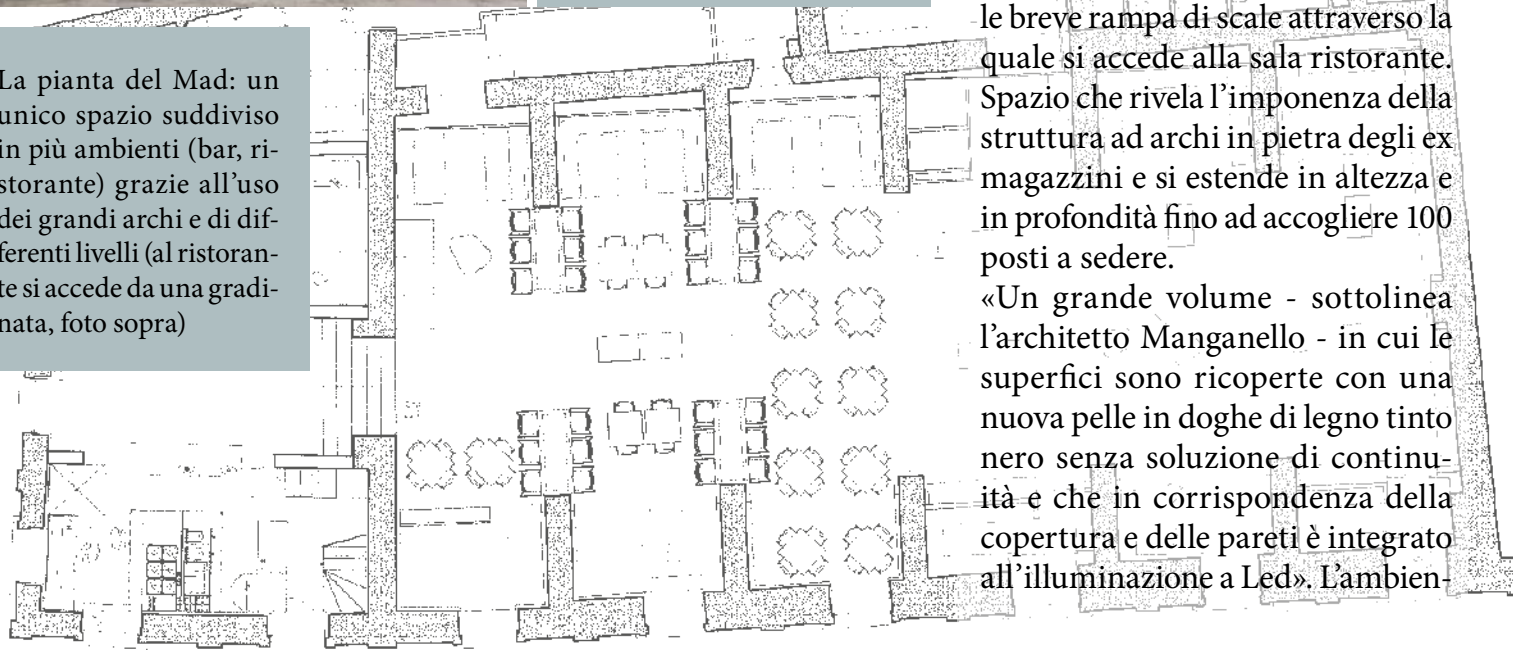 La pianta del Mad: un
unico spazio suddiviso
in più ambienti (bar, ri-
storante) grazie all'uso
dei grandi archi e di dif-
ferenti livelli (al ristoran-
te si accede da una gradi-
nata, foto sopra)
le breve rampa di scale attraverso la
quale si accede alla sala ristorante.
Spazio che rivela l'imponenza della
struttura ad archi in pietra degli ex
magazzini e si estende in altezza e
in profondità fino ad accogliere 100
posti a sedere.
«Un grande volume - sottolinea
l'architetto Manganello - in cui le
superfici sono ricoperte con una
nuova pelle in doghe di legno tinto
nero senza soluzione di continu-
ità e che in corrispondenza della
copertura e delle pareti è integrato
all'illuminazione a Led». L'ambien-